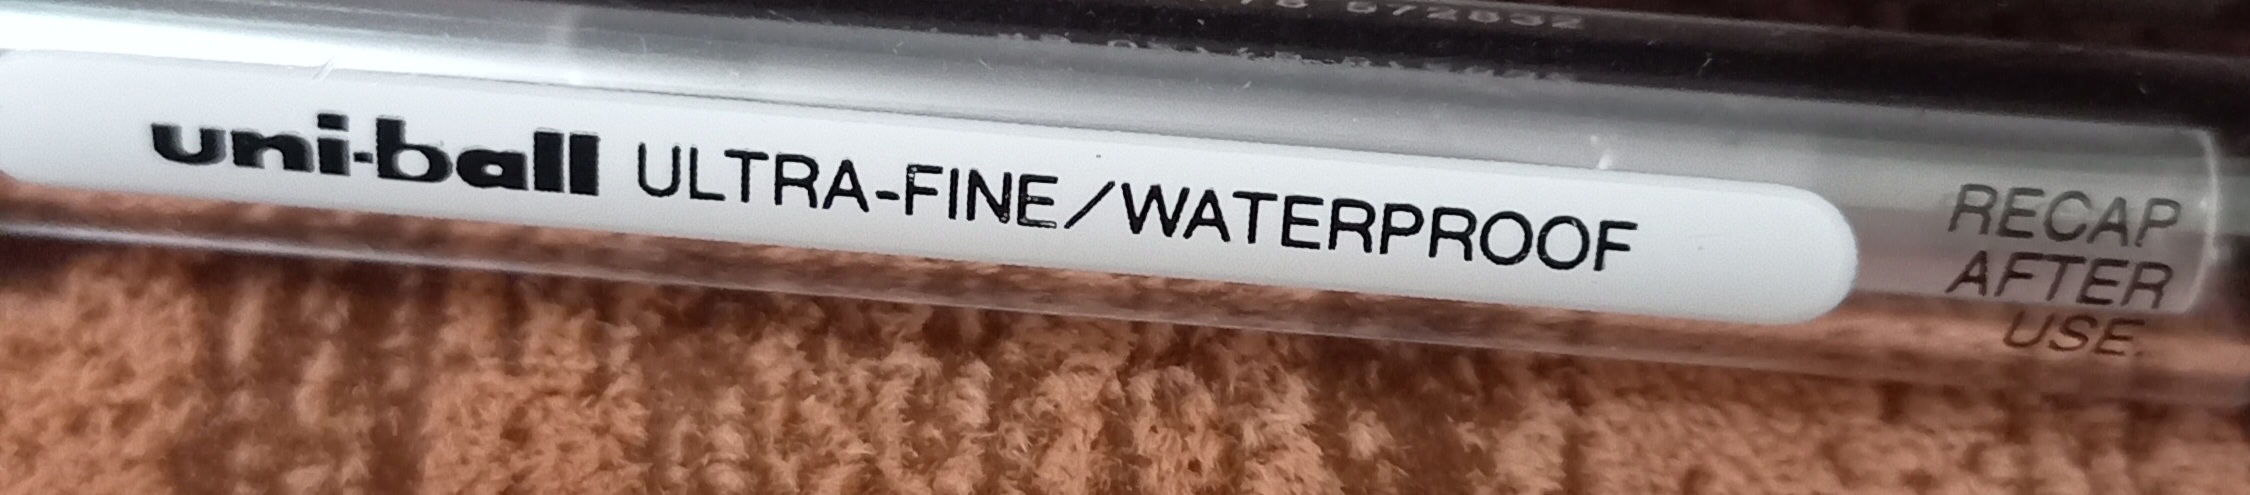 uni-ball ULTRA-FINE/WATERPROOF
RECAP
AFTER
USE.